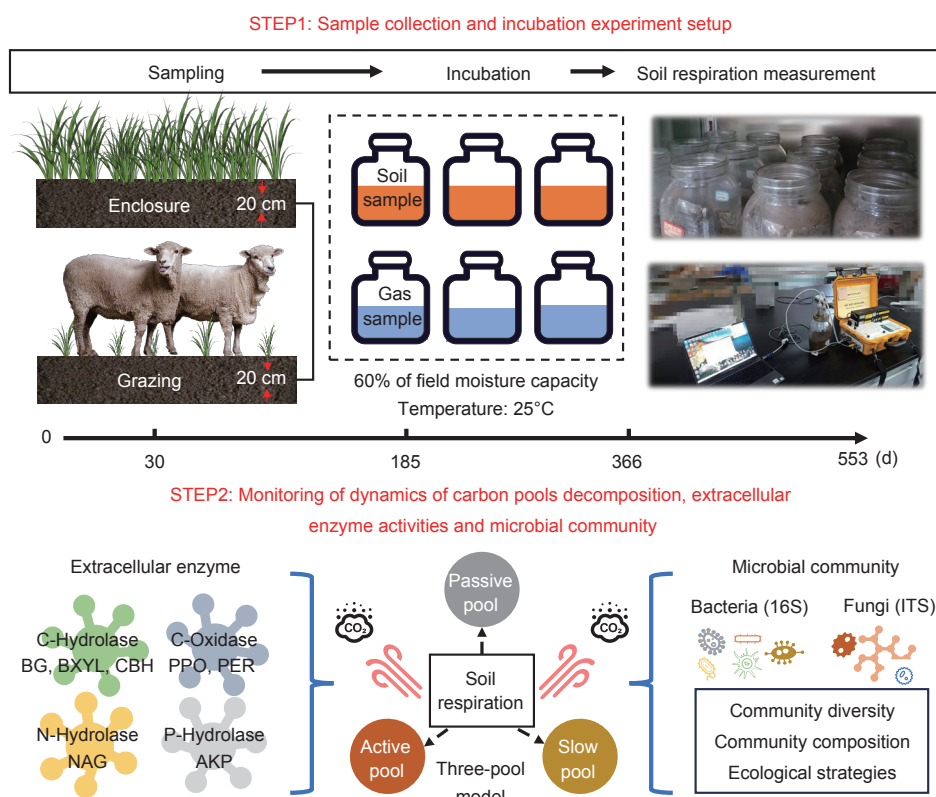 STEP1: Sample collection and incubation experiment setup
Sampling
Incubation
Soil respiration measurement
Enclosure
20 cm
Grazing
20 cm
Soil
sample
Gas
sample
60% of field moisture capacity
Temperature: 25°C
0
30
185
366
553 (d)
STEP2: Monitoring of dynamics of carbon pools decomposition, extracellular
enzyme activities and microbial community
Extracellular enzyme
C-Hydrolase
BG, BXYL, CBH
C-Oxidase
PPO, PER
N-Hydrolase
NAG
P-Hydrolase
AKP
CO₂
Passive
pool
CO₂
Soil
respiration
Active
pool
Slow
pool
Three-pool
model
Microbial community
Bacteria (16S)
Fungi (ITS)
Community diversity
Community composition
Ecological strategies